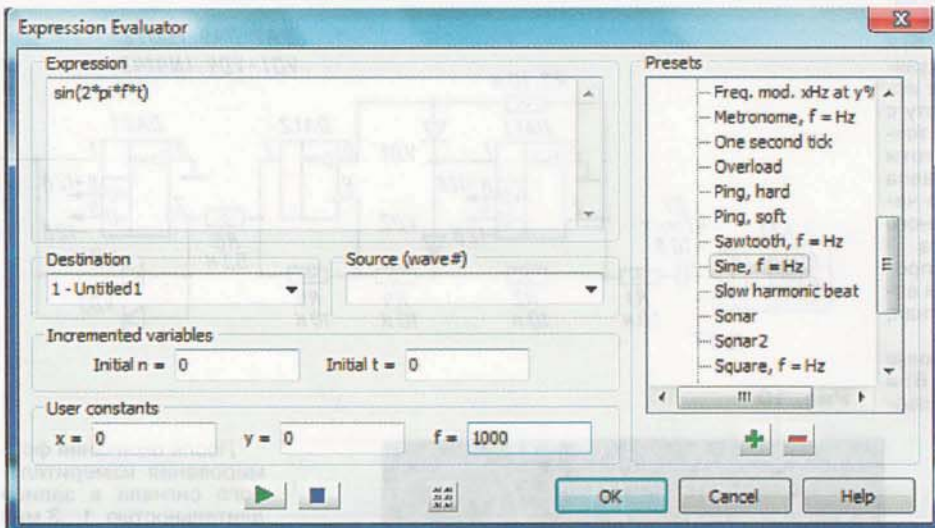 Expression Evaluator
Expression
sin(2*pi*f*t)
Destination
1 - Untitled1
Source (wave#)
Incremented variables
Initial n = 0
Initial t = 0
User constants
x = 0
y = 0
f = 1000
Presets
Freq. mod. xHz at y%
Metronome, f = Hz
One second tick
Overload
Ping, hard
Ping, soft
Sawtooth, f = Hz
Sine, f = Hz
Slow harmonic beat
Sonar
Sonar2
Square, f = Hz
OK
Cancel
Help